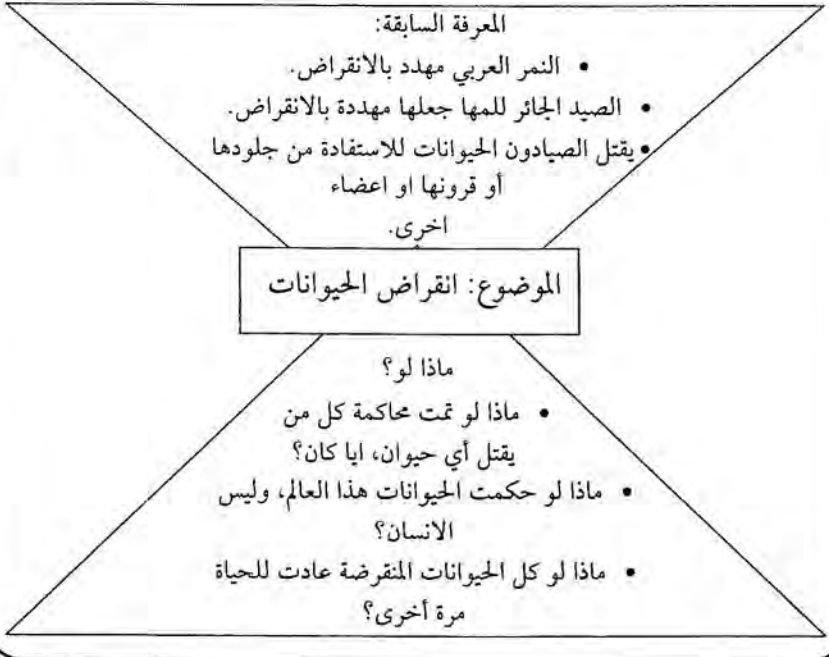 المعرفة السابقة:
• النمر العربي مهدد بالانقراض.
• الصيد الجائر للمها جعلها مهددة بالانقراض.
• يقتل الصيادون الحيوانات للاستفادة من جلودها
أو قرونها او اعضاء
اخرى.
الموضوع: انقراض الحيوانات
ماذا لو؟
• ماذا لو تمت محاكمة كل من
يقتل أي حيوان، ايا كان؟
• ماذا لو حكمت الحيوانات هذا العالم، وليس
الانسان؟
• ماذا لو كل الحيوانات المنقرضة عادت للحياة
مرة أخرى؟